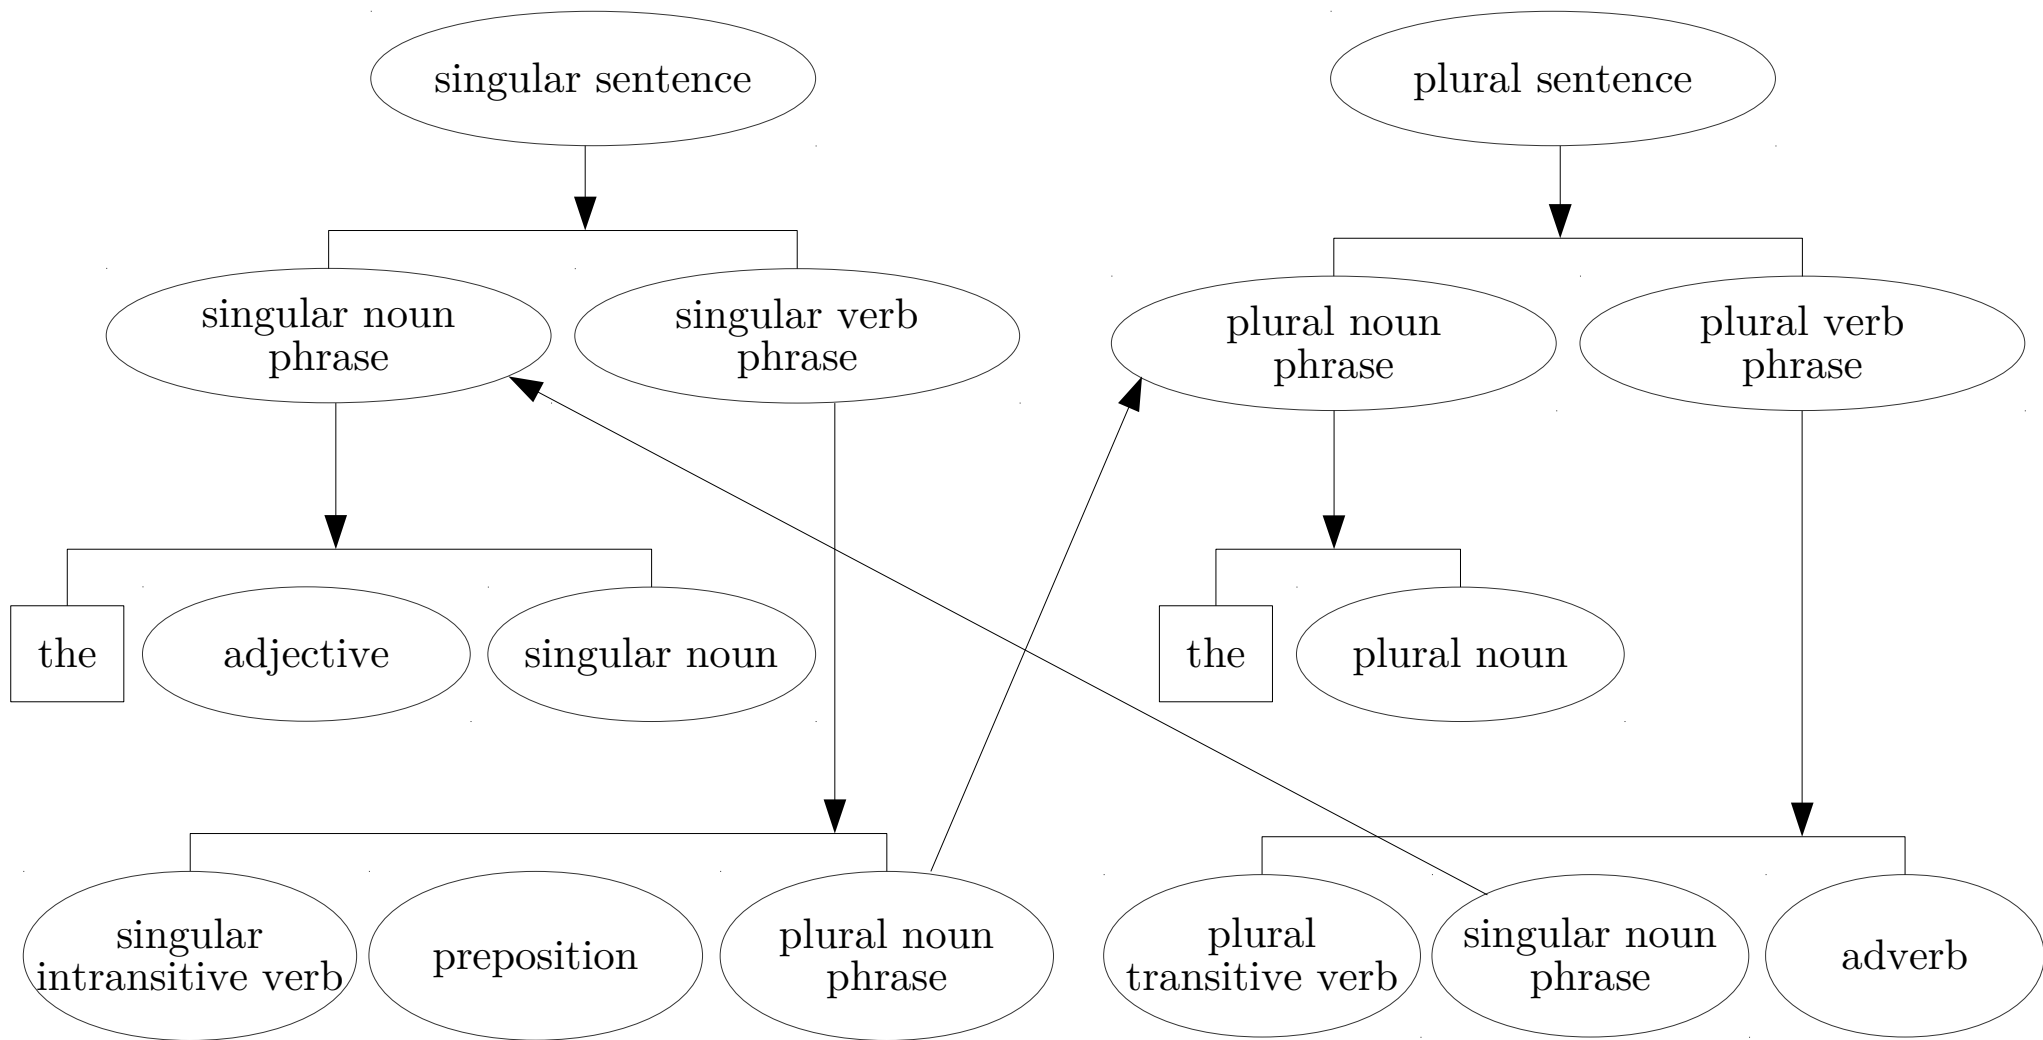 singular sentence
plural sentence
singular noun
phrase
singular verb
phrase
plural noun
phrase
plural verb
phrase
the
adjective
singular noun
the
plural noun
singular
intransitive verb
preposition
plural noun
phrase
plural
transitive verb
singular noun
phrase
adverb